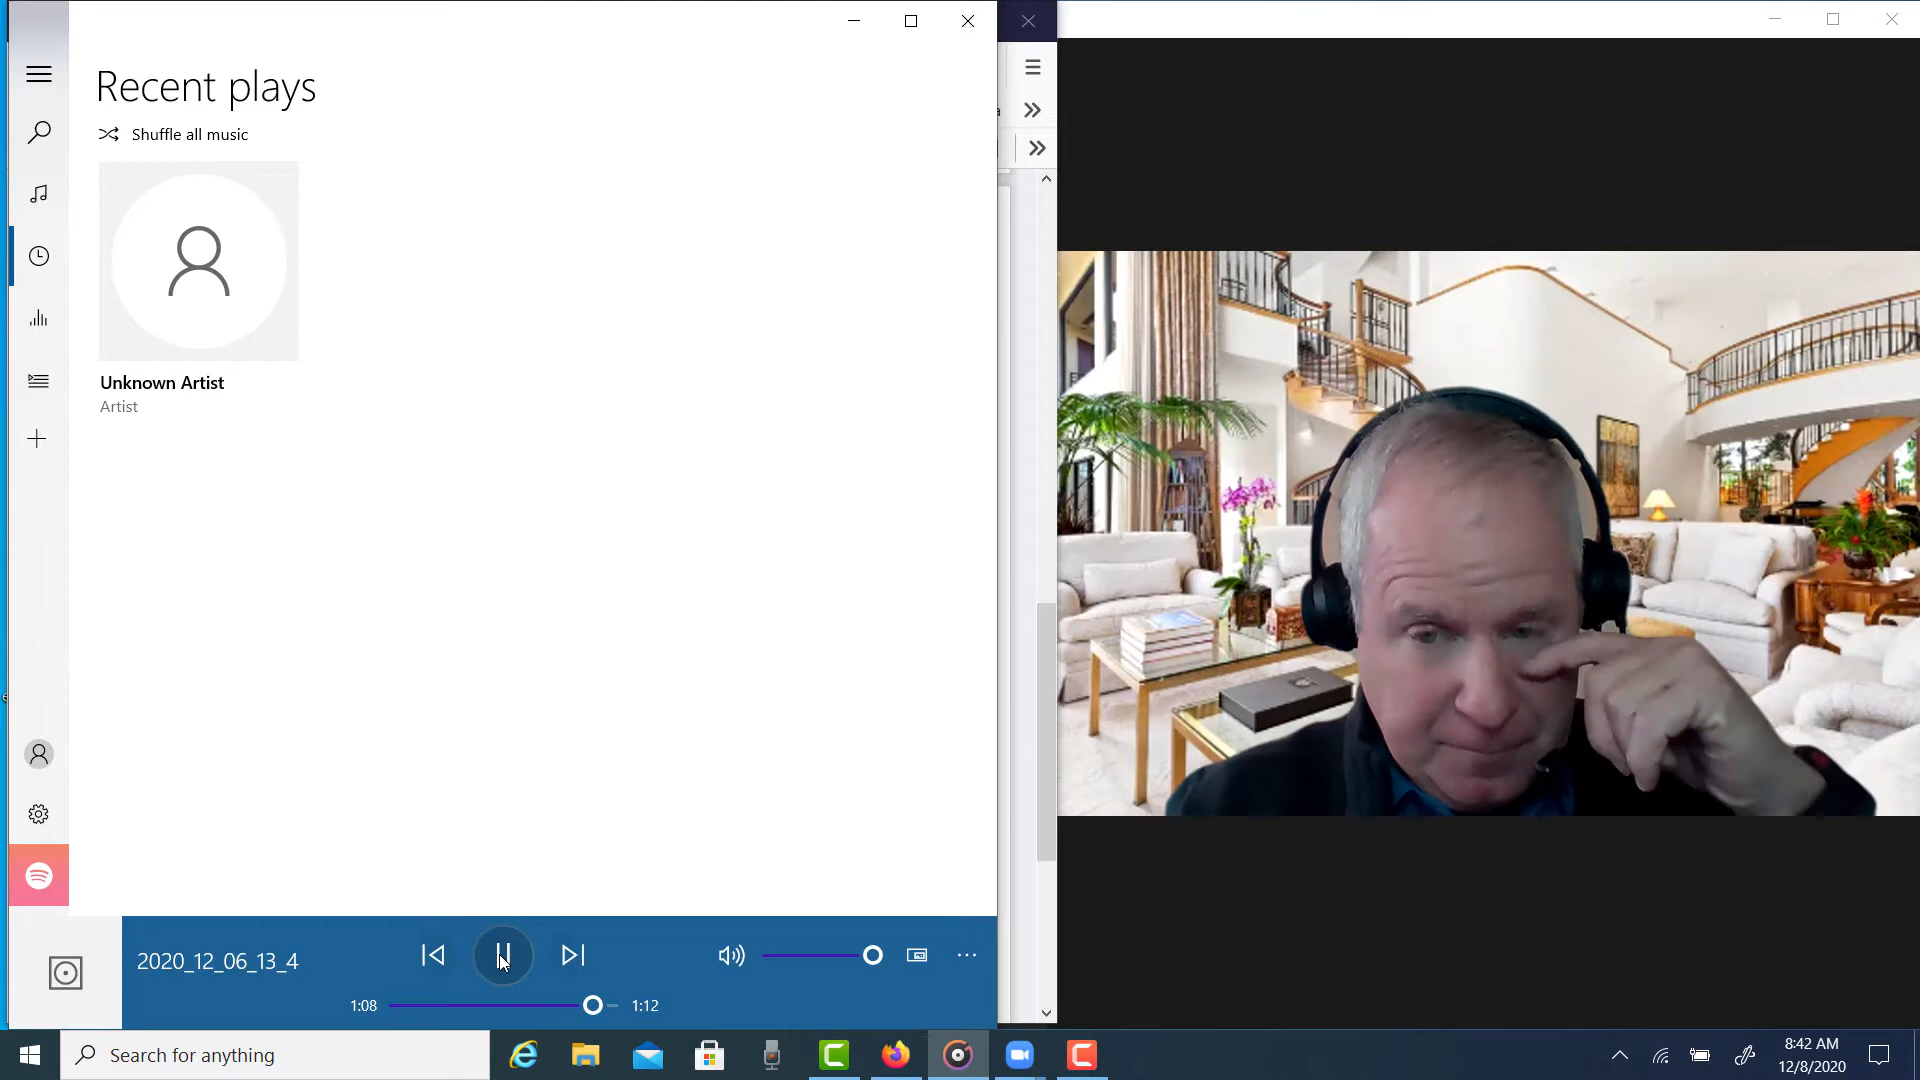 Recent plays
Shuffle all music
Unknown Artist
Artist
2020_12_06_13_4
1:08
1:12
Search for anything
8:42 AM
12/8/2020